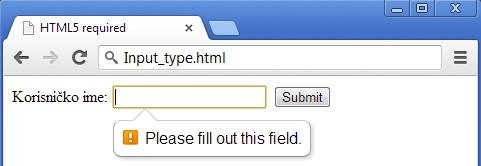 HTML5 required
Input_type.html
Korisničko ime: Submit
Please fill out this field.